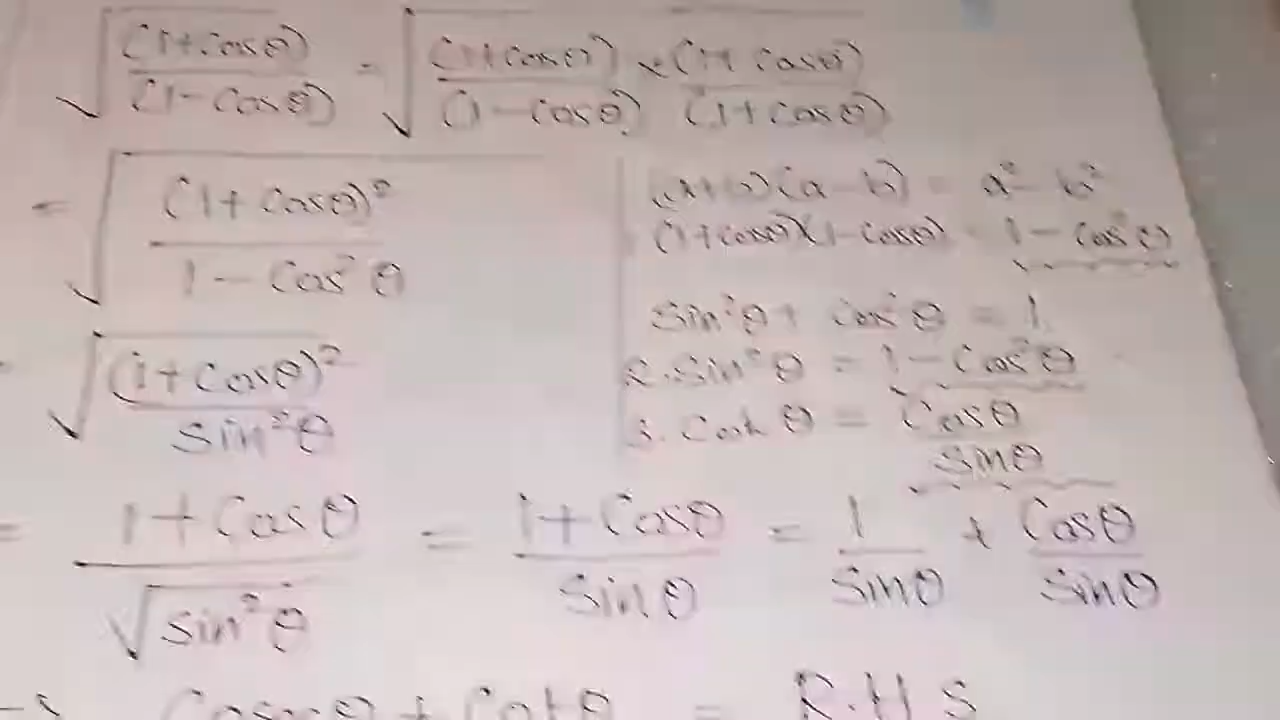 √((1+cosθ)/(1-cosθ)) = √((1+cosθ)/(1-cosθ) × (1+cosθ)/(1+cosθ))
= √((1+cosθ)²/(1-cos²θ))
= √((1+cosθ)²/sin²θ)
(a+b)(a-b) = a²-b²
(1+cosθ)(1-cosθ) = 1-cos²θ
sin²θ + cos²θ = 1.
2. sin²θ = 1-cos²θ
3. Cot θ = cosθ/sinθ
= (1+cosθ)/√(sin²θ) = (1+cosθ)/sinθ = 1/sinθ + cosθ/sinθ
Cosecθ + Cotθ = R.H.S